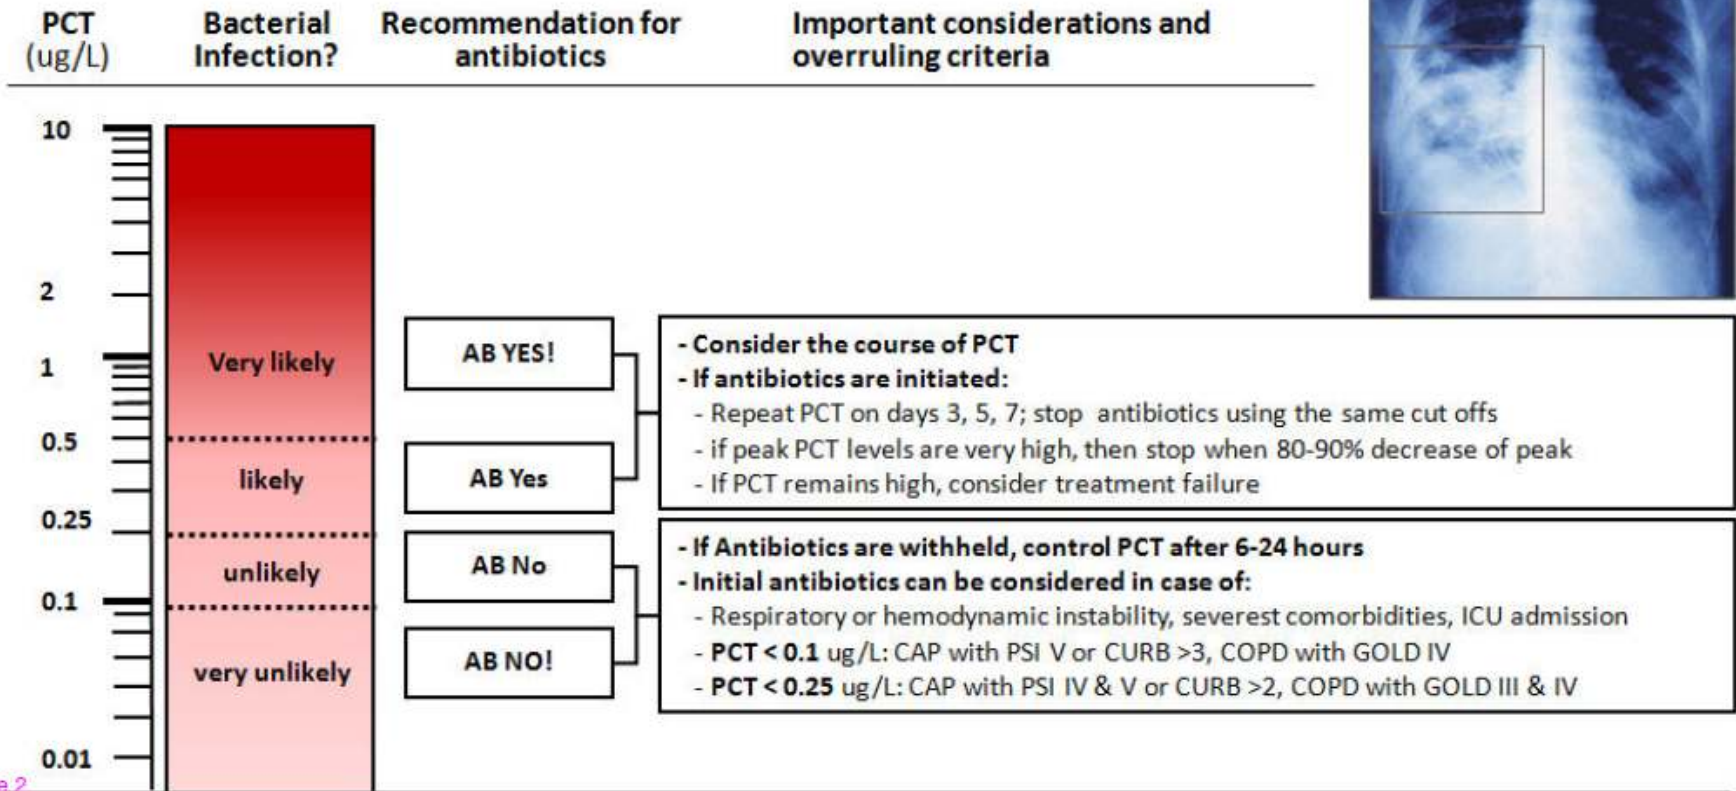 PCT
(ug/L)
Bacterial
Infection?
Recommendation for
antibiotics
Important considerations and
overruling criteria
10
2
1
0.5
0.25
0.1
0.01
Very likely
likely
unlikely
very unlikely
AB YES!
AB Yes
AB No
AB NO!
- Consider the course of PCT
- If antibiotics are initiated:
- Repeat PCT on days 3, 5, 7; stop antibiotics using the same cut offs
- if peak PCT levels are very high, then stop when 80-90% decrease of peak
- If PCT remains high, consider treatment failure
- If Antibiotics are withheld, control PCT after 6-24 hours
- Initial antibiotics can be considered in case of:
- Respiratory or hemodynamic instability, severest comorbidities, ICU admission
- PCT < 0.1 ug/L: CAP with PSI V or CURB >3, COPD with GOLD IV
- PCT < 0.25 ug/L: CAP with PSI IV & V or CURB >2, COPD with GOLD III & IV